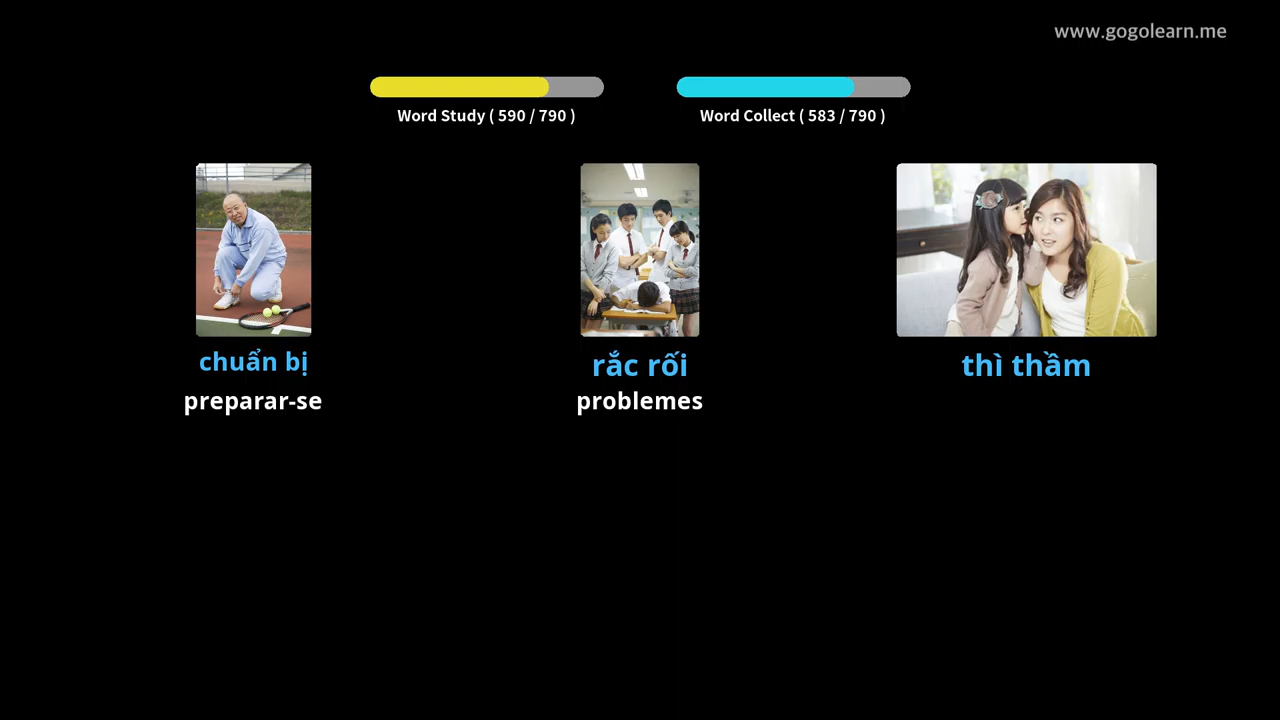 www.gogolearn.me
Word Study ( 590 / 790 )
Word Collect ( 583 / 790 )
chuẩn bị
preparar-se
rắc rối
problemes
thì thầm